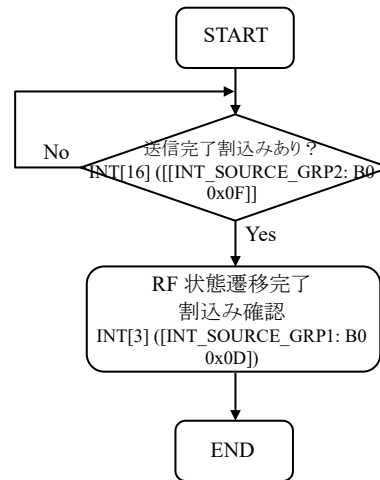 START
送信完了割込みあり？
No
INT[16] ([[INT_SOURCE_GRP2: B0
0x0F]]
Yes
RF 状態遷移完了
割込み確認
INT[3] ([INT_SOURCE_GRP1: B0
0x0D])
END